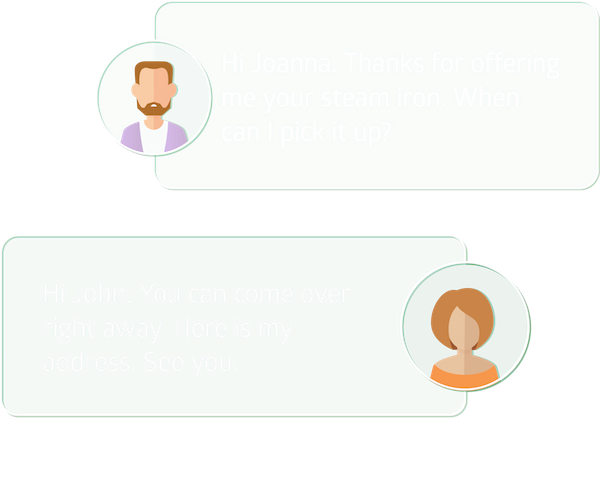 Hi Joanna! Thanks for offering
me your steam iron. When
can I pick it up?
Hi John. You can come over
right away. Here is my
address. See you.